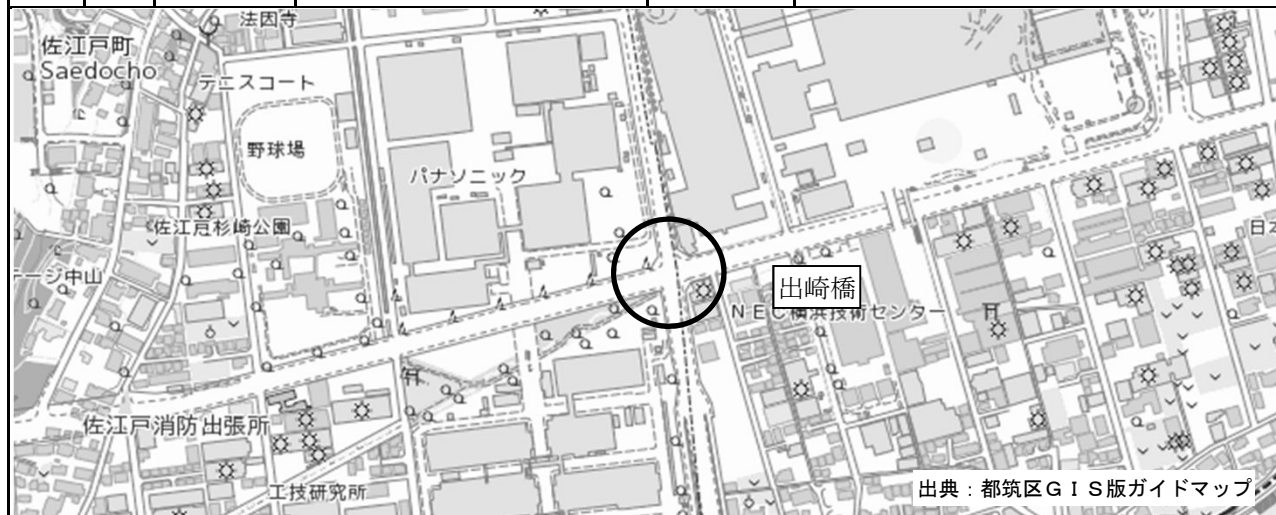 法因寺
佐江戸町
Saedocho
テニスコート
野球場
パナソニック
佐江戸杉崎公園
テージ中山
出崎橋
ＮＥＣ横浜技術センター
日本
佐江戸消防出張所
工技研究所
出典：都筑区ＧＩＳ版ガイドマップ